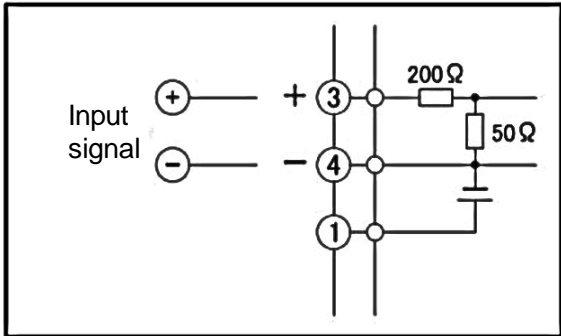 200Ω
+ + 3
Input
signal
50Ω
− − 4
1